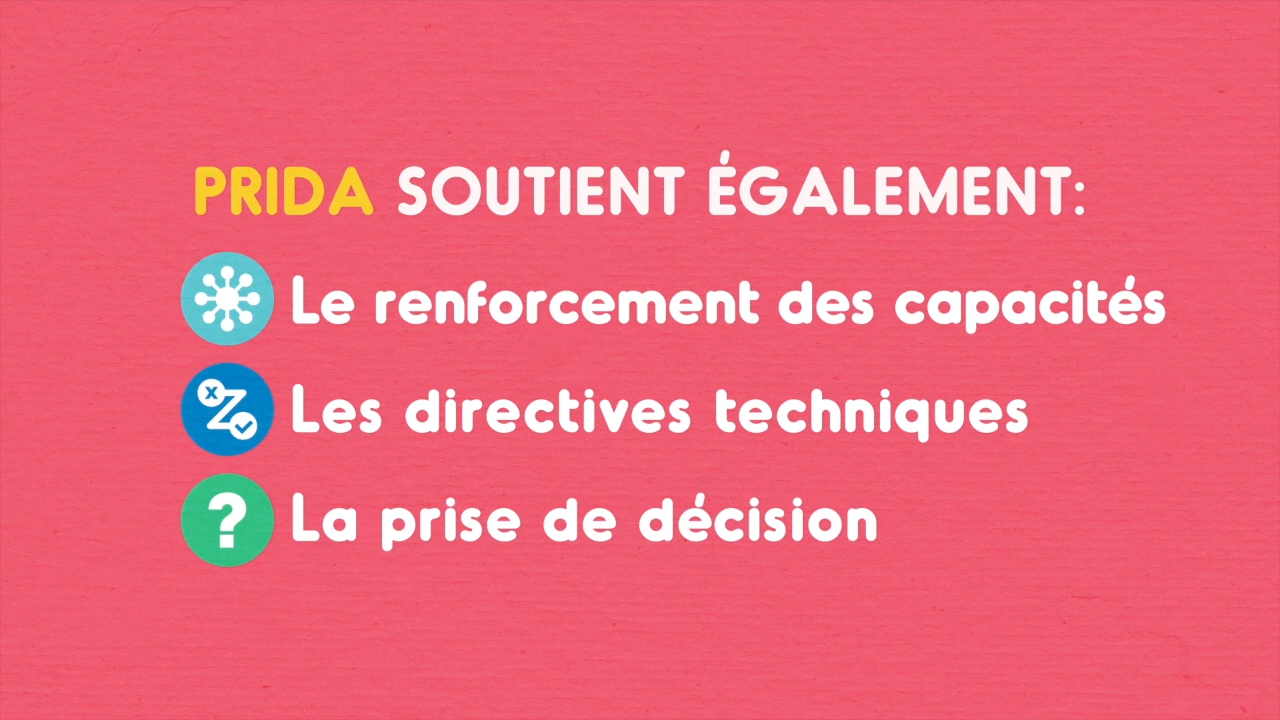 PRIDA SOUTIENT ÉGALEMENT:
Le renforcement des capacités
Les directives techniques
La prise de décision